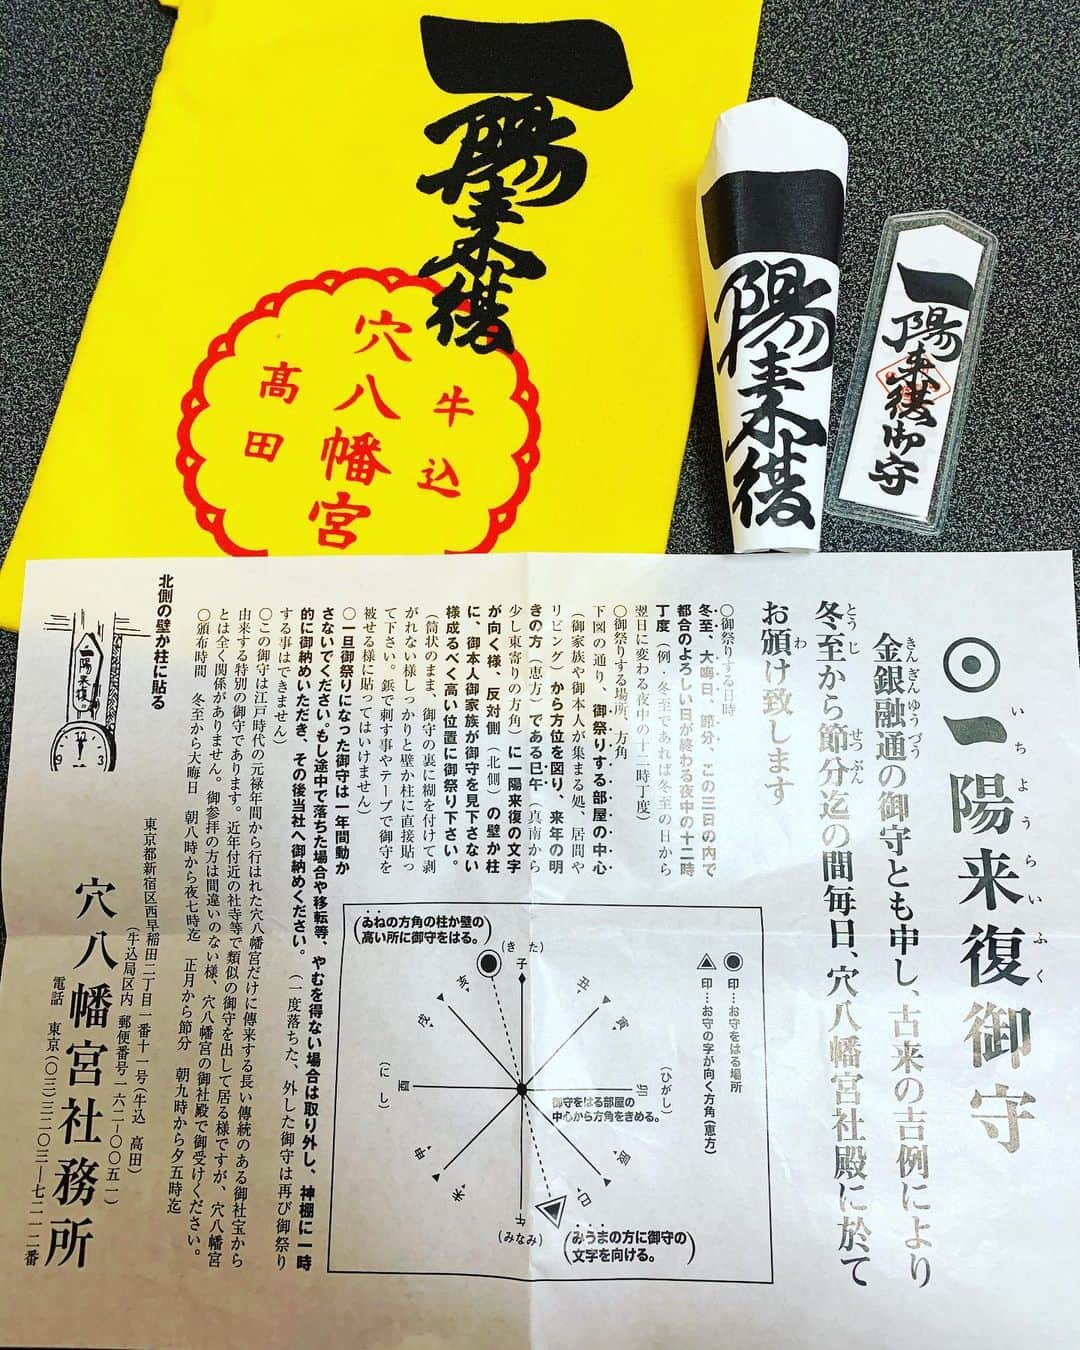 一陽来復
穴八幡宮
牛込
高田
一陽来復
一陽来復御守
一陽来復御守
いちようらいふく
金銀融通の御守とも申し、古来の吉例により
きんぎんゆうづう
冬至から節分迄の間毎日、穴八幡宮社殿に於て
とうじ
せつぶん
お頒け致します
わ
〇御祭りする日時
冬至、大晦日、節分、この三日の内で
都合のよろしい日が終わる夜中の十二時
丁度（例・冬至であれば冬至の日から
翌日に変わる夜中の十二時丁度）
〇御祭りする場所、方角
下図の通り、御祭りする部屋の中心
（御家族や御本人が集まる処、居間や
リビング）から方位を図り、来年の明
きの方（恵方）である巳午（真南から
少し東寄りの方角）に一陽来復の文字
が向く様、反対側（北側）の壁か柱
に、御本人御家族が御守を見下さない
様成るべく高い位置に御祭り下さい。
（筒状のまま、御守の裏に糊を付けて剥
がれない様しっかりと壁か柱に直接貼っ
て下さい。鋲で刺す事やテープで御守を
被せる様に貼ってはいけません）
〇一旦御祭りになった御守は一年間動か
さないでください。もし途中で落ちた場合や移転等、やむを得ない場合は取り外し、神棚に一時
的に御納めいただき、その後当社へ御納めください。（一度落ちた、外した御守は再び御祭り
する事はできません）
〇この御守は江戸時代の元禄年間から行はれた穴八幡宮だけに傳来する長い傳統のある御社宝から
由来する特別の御守であります。近年付近の社寺等で類似の御守を出して居る様ですが、穴八幡宮
とは全く関係がありません。御参拝の方は間違いのない様、穴八幡宮の御社殿で御受けください。
〇頒布時間　冬至から大晦日　朝八時から夜七時迄　正月から節分　朝九時から夕五時迄
北側の壁か柱に貼る
一陽来復
12
9
3
東京都新宿区西早稲田二丁目一番十一号（牛込　高田）
（牛込局区内　郵便番号一六二―〇〇五一）
穴八幡宮社務所
電話　東京（〇三）三二〇三―七二一二番
印…お守をはる場所
印…お守の字が向く方角（恵方）
（ゐねの方角の柱か壁の
高い所に御守をはる。）
（きた）
子
丑
寅
卯
（ひがし）
辰
巳
午
（みなみ）
未
申
酉
（にし）
戌
亥
御守をはる部屋の
中心から方角をきめる。
（みうまの方に御守の
文字を向ける。）